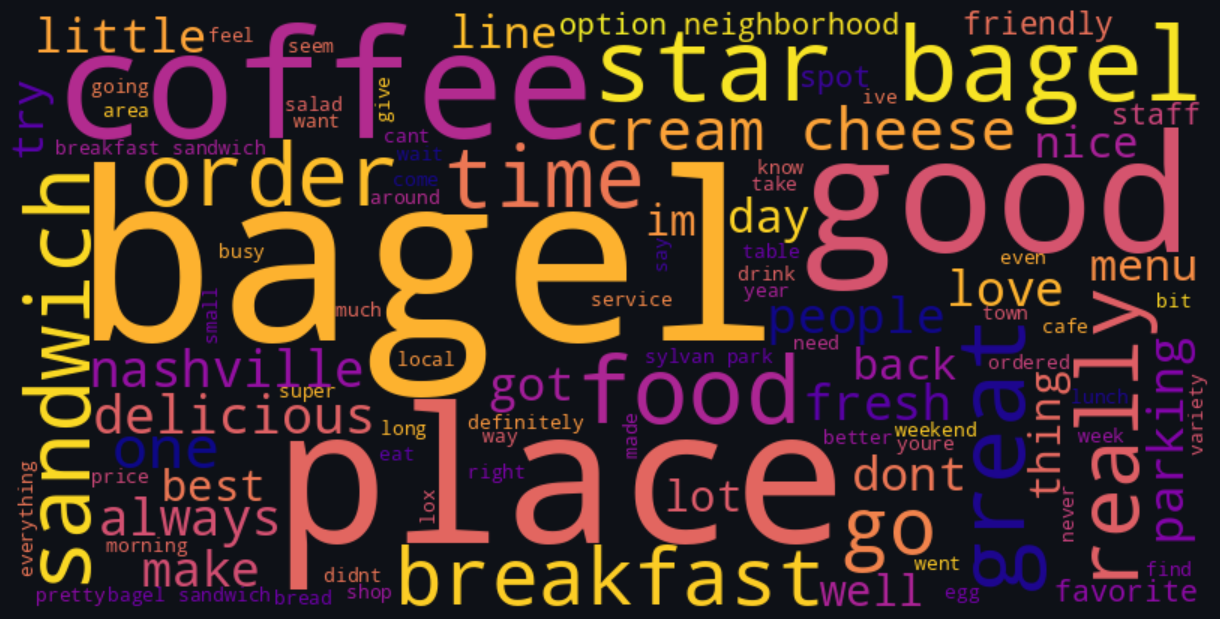 little
feel
seem
line
option neighborhood
friendly
coffee
star
bagel
going
area
salad
want
give
spot
ive
try
staff
breakfast sandwich
cant
cream cheese
nice
wait
order
come
around
time
know
take
good
bagel
im
day
sandwich
busy
say
table
drink
year
even
menu
love
bit
small
much
service
people
town
cafe
need
nashville
local
sylvan park
back
great
ordered
really
parking
super
got
food
fresh
thing
lunch
variety
delicious
long
definitely
way
made
weekend
better
youre
week
one
eat
right
place
dont
price
best
lox
lot
everything
always
go
never
morning
make
didnt
breakfast
went
find
pretty
bagel sandwich
bread
shop
well
egg
favorite